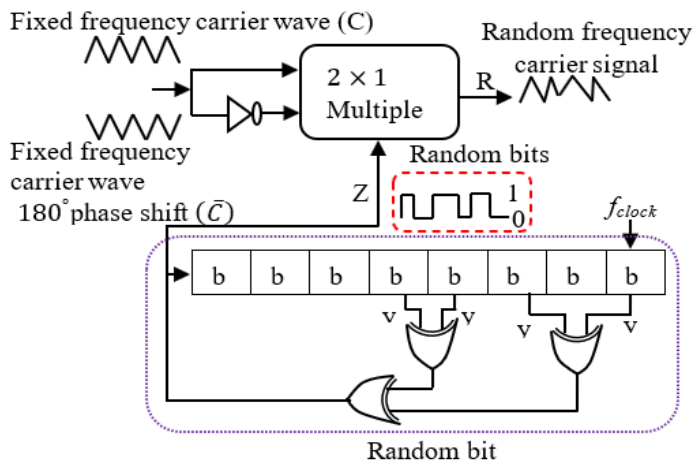 Fixed frequency carrier wave (C)
Random frequency
carrier signal
2 × 1
Multiple
R
Fixed frequency
carrier wave
180° phase shift (C̄)
Random bits
Z
1
0
f_clock
b b b b b b b b
v v v v
Random bit